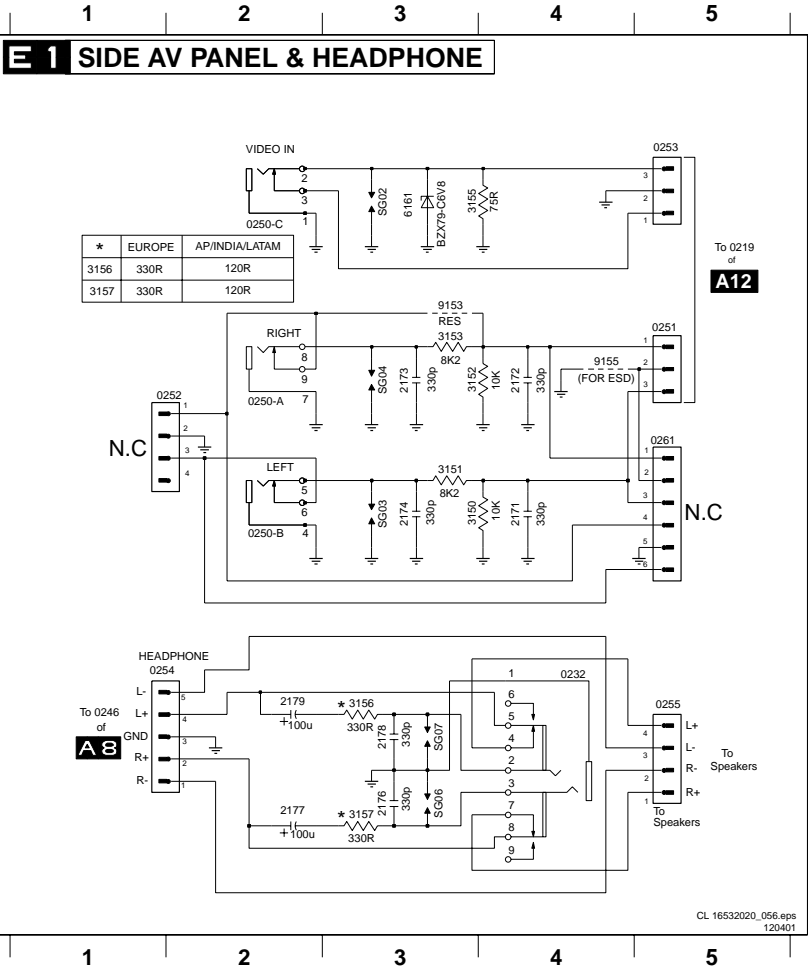 1 2 3 4 5
E 1 SIDE AV PANEL & HEADPHONE
VIDEO IN
2
3
1
0250-C
SG02
6161
BZX79-C6V8
3155
75R
0253
3
2
1
To 0219
of
A12
* EUROPE AP/INDIA/LATAM
3156 330R 120R
3157 330R 120R
9153
RES
RIGHT
8
9
7
0250-A
SG04
2173
330p
3153
8K2
3152
10K
2172
330p
9155
(FOR ESD)
0251
1
2
3
0252
1
2
3
4
N.C
LEFT
5
6
4
0250-B
SG03
2174
330p
3151
8K2
3150
10K
2171
330p
0261
1
2
3
4
5
6
N.C
HEADPHONE
0254
To 0246
of
A 8
L-
5
L+
4
GND
3
R+
2
R-
1
2179
+100u
* 3156
330R
2178
330p
SG07
2177
+100u
* 3157
330R
2176
330p
SG06
1
0232
6
5
4
2
3
7
8
9
0255
L+
4
L-
3
R-
2
R+
1
To
Speakers
To
Speakers
CL 16532020_056.eps
120401
1 2 3 4 5